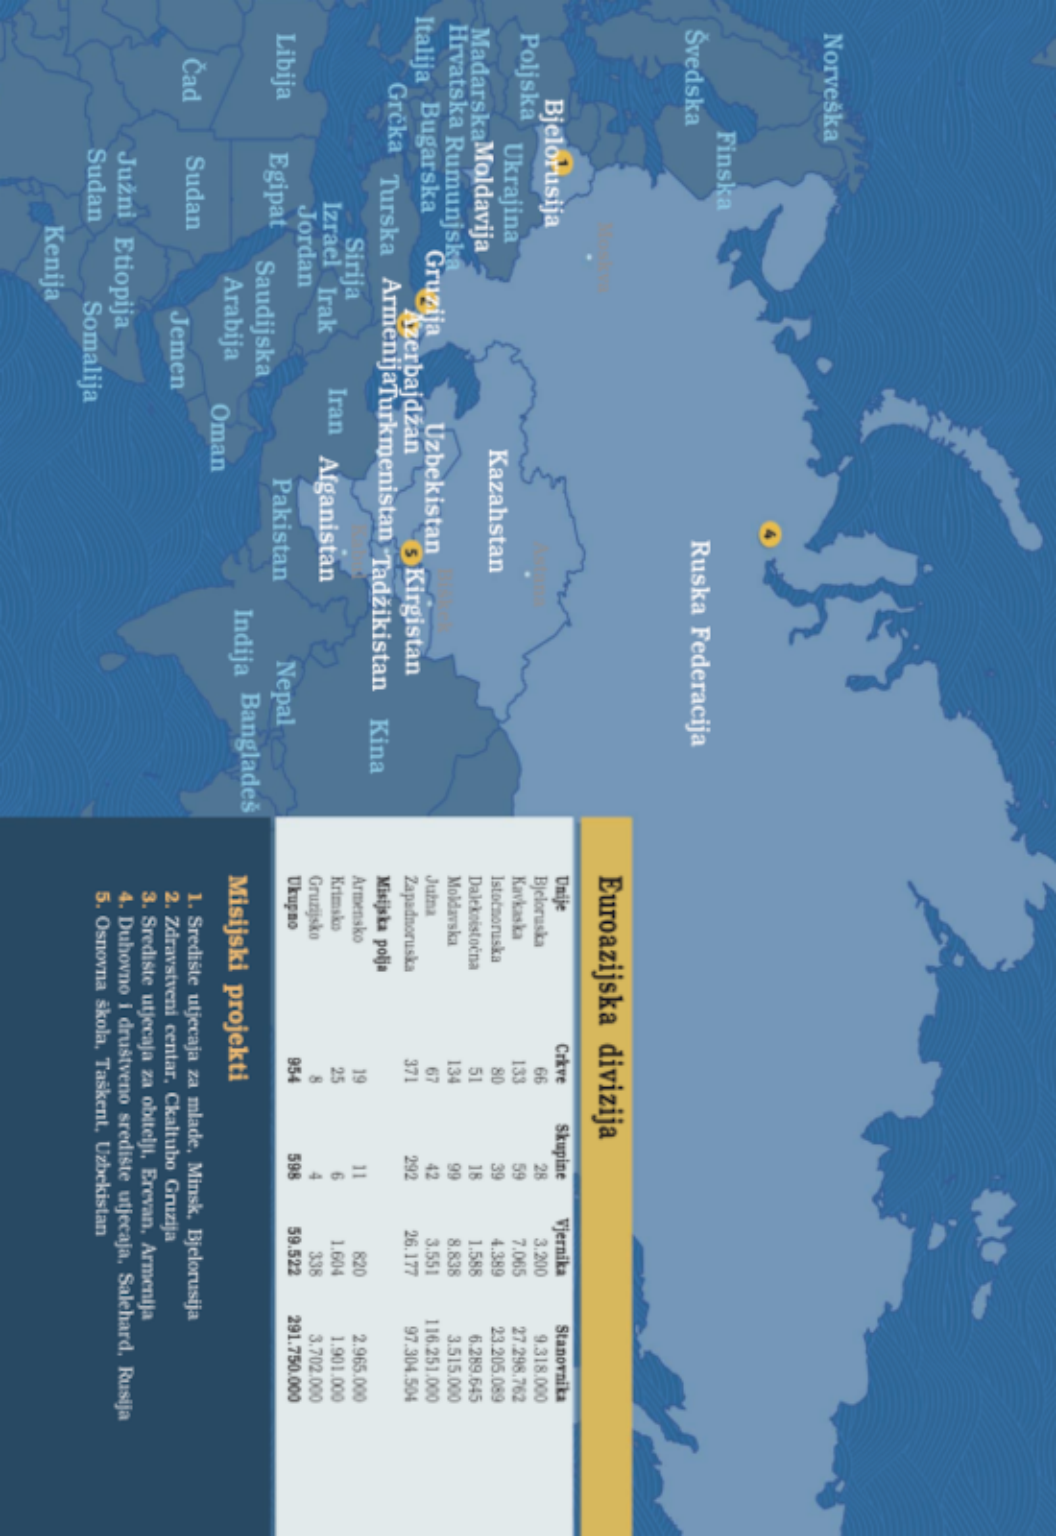 Norveška
Švedska
Finska
Ruska Federacija
Poljska
Bjelorusija
1
4
Ukrajina
Mađarska
Moldavija
Hrvatska
Rumunjska
Italija
Bugarska
Gruzija
2
Kazahstan
Uzbekistan
Grčka
Turska
Azerbajdžan
3
Armenija
Turkmenistan
5
Kirgistan
Tadžikistan
Kina
Sirija
Izrael
Irak
Jordan
Iran
Afganistan
Libija
Egipat
Saudijska
Arabija
Pakistan
Nepal
Indija
Bangladeš
Čad
Sudan
Jemen
Oman
Južni
Sudan
Etiopija
Somalija
Kenija
Euroazijska divizija
Unije Crkve Skupine Vjernika Stanovnika
Bjeloruska 66 28 3.200 9.318.000
Kavkaska 133 59 7.065 27.298.762
Istočnoruska 80 39 4.389 23.205.089
Dalekoistočna 51 18 1.588 6.289.645
Moldavska 134 99 8.838 3.515.000
Južna 67 42 3.551 116.251.000
Zapadnoruska 371 292 26.177 97.304.504
Misijska polja
Armensko 19 11 820 2.965.000
Krimsko 25 6 1.604 1.901.000
Gruzijsko 8 4 338 3.702.000
Ukupno 954 598 59.522 291.750.000
Misijski projekti
1. Središte utjecaja za mlade, Minsk, Bjelorusija
2. Zdravstveni centar, Ckaltubo Gruzija
3. Središte utjecaja za obitelji, Erevan, Armenija
4. Duhovno i društveno središte utjecaja, Salehard, Rusija
5. Osnovna škola, Taškent, Uzbekistan